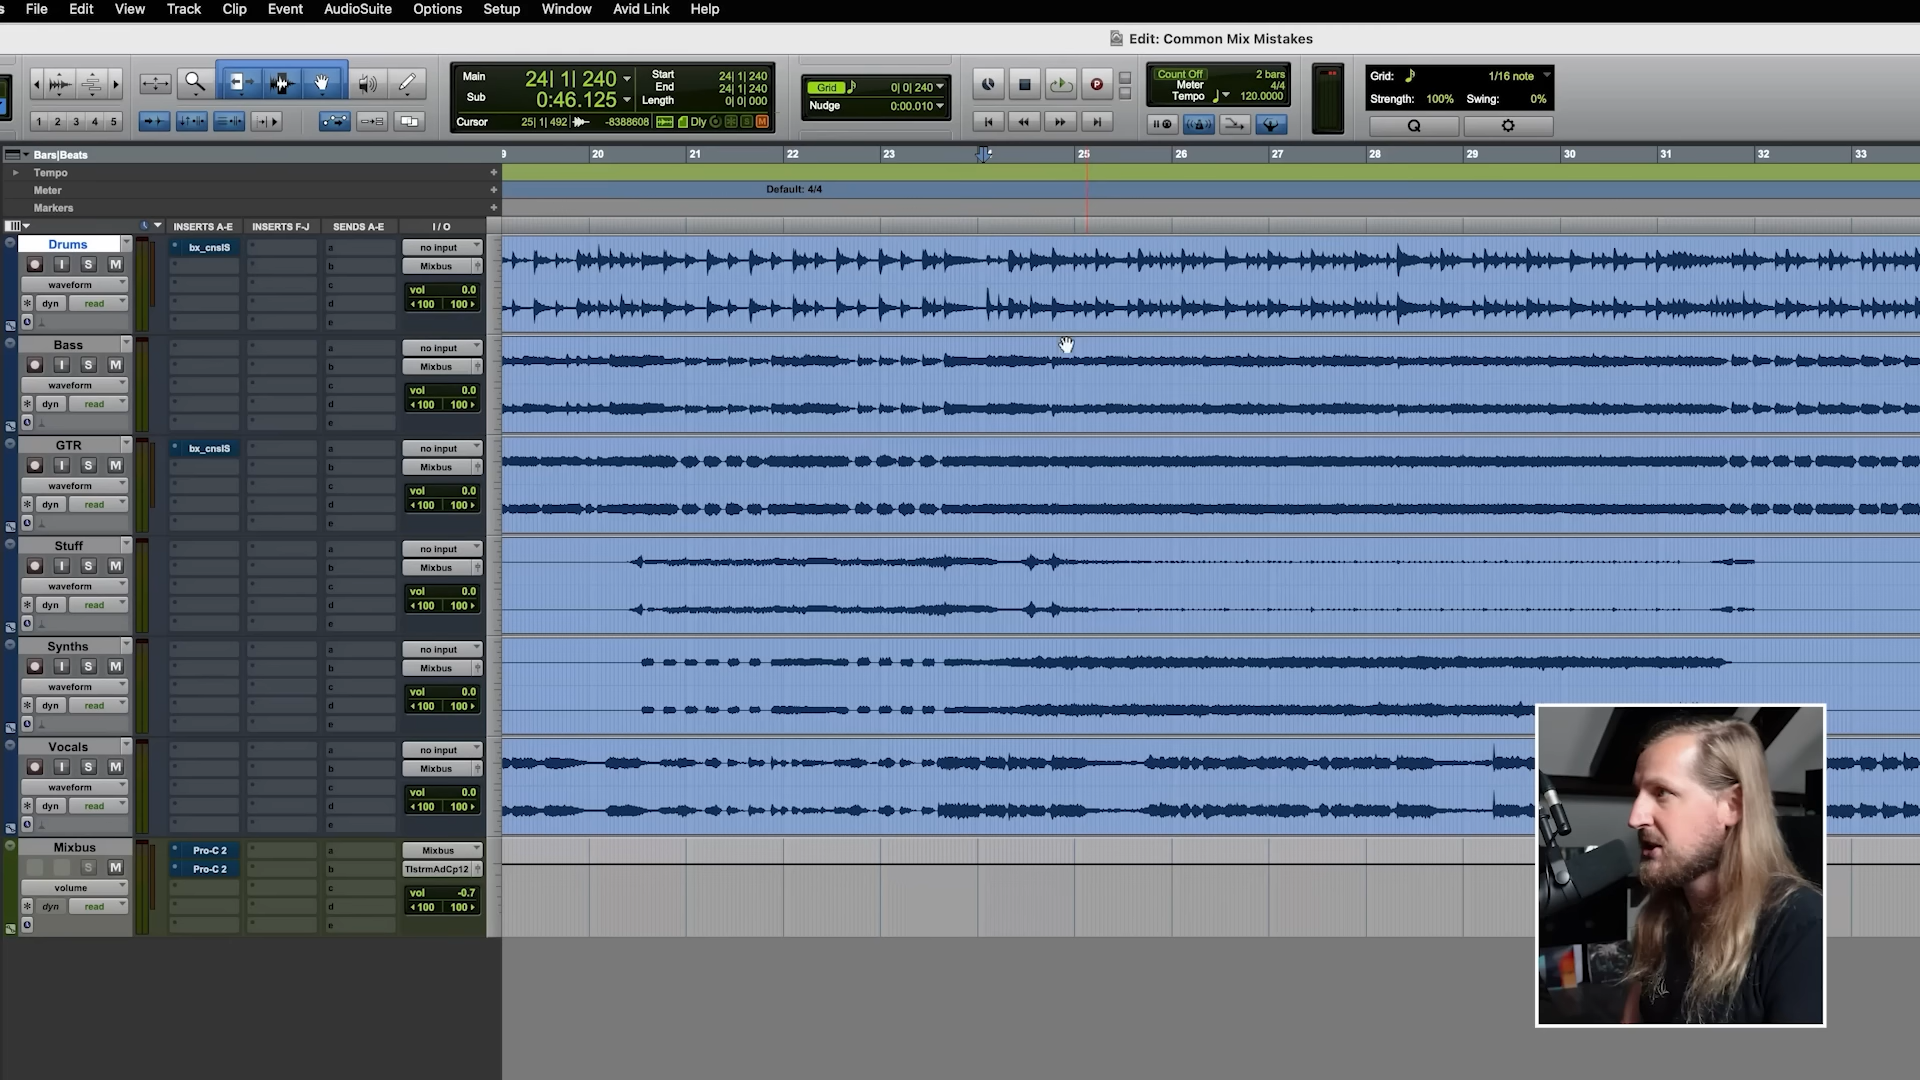 File Edit View Track Clip Event AudioSuite Options Setup Window Avid Link Help
Edit: Common Mix Mistakes
Main 24| 1| 240
Sub 0:46.125
Start 24| 1| 240
End 24| 1| 240
Length 0| 0| 000
Cursor 25| 1| 492 -8388608 Dly
Grid 0| 0| 240
Nudge 0:00.010
Count Off 2 bars
Meter 4/4
Tempo 120.0000
Grid: 1/16 note
Strength: 100% Swing: 0%
1 2 3 4 5
Bars|Beats
9 20 21 22 23 25 26 27 28 29 30 31 32 33
Tempo
Meter
Default: 4/4
Markers
INSERTS A-E INSERTS F-J SENDS A-E I / O
Drums
I S M
waveform
dyn read
bx_cnslS
a
b
c
d
e
no input
Mixbus
vol 0.0
100 100
Bass
I S M
waveform
dyn read
a
b
c
d
e
no input
Mixbus
vol 0.0
100 100
GTR
I S M
waveform
dyn read
bx_cnslS
a
b
c
d
e
no input
Mixbus
vol 0.0
100 100
Stuff
I S M
waveform
dyn read
a
b
c
d
e
no input
Mixbus
vol 0.0
100 100
Synths
I S M
waveform
dyn read
a
b
c
d
e
no input
Mixbus
vol 0.0
100 100
Vocals
I S M
waveform
dyn read
a
b
c
d
e
no input
Mixbus
vol 0.0
100 100
Mixbus
S M
volume
dyn read
Pro-C 2
Pro-C 2
a
b
c
d
e
Mixbus
TlstrmAdCp12
vol -0.7
100 100